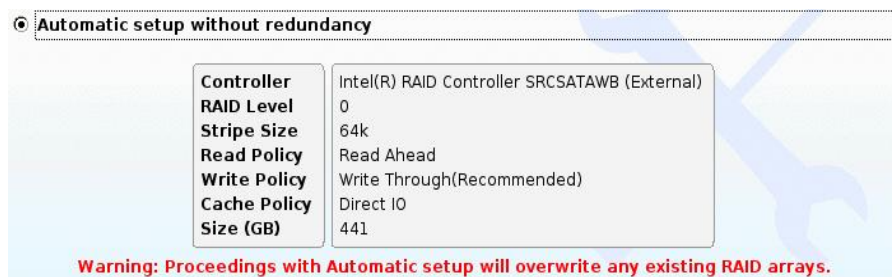 Automatic setup without redundancy
Controller Intel(R) RAID Controller SRCSATAWB (External)
RAID Level 0
Stripe Size 64k
Read Policy Read Ahead
Write Policy Write Through(Recommended)
Cache Policy Direct IO
Size (GB) 441
Warning: Proceedings with Automatic setup will overwrite any existing RAID arrays.